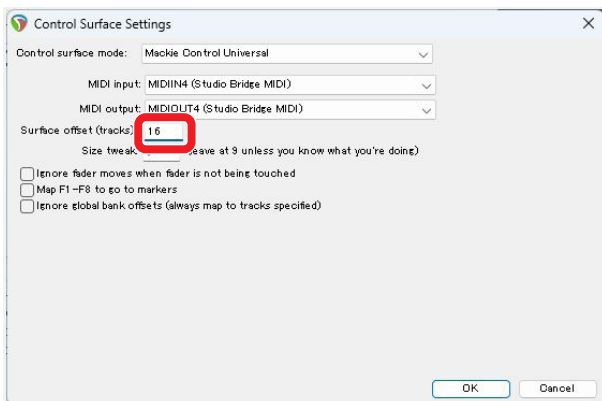 Control Surface Settings
Control surface mode: Mackie Control Universal
MIDI input: MIDIIN4 (Studio Bridge MIDI)
MIDI output: MIDIOUT4 (Studio Bridge MIDI)
Surface offset (tracks) 16
Size tweak leave at 9 unless you know what you're doing)
Ignore fader moves when fader is not being touched
Map F1-F8 to go to markers
Ignore global bank offsets (always map to tracks specified)
OK Cancel